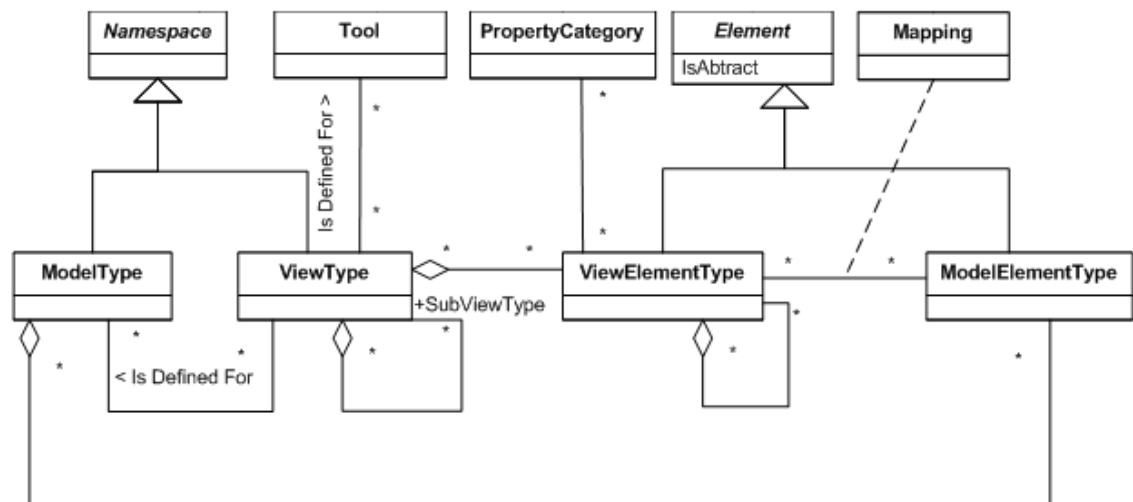 Namespace
Tool
PropertyCategory
Element
Mapping
IsAbtract
*
*
Is Defined For >
*
*
*
*
*
*
ModelType
ViewType
ViewElementType
ModelElementType
+SubViewType
*
*
*
*
*
*
*
*
< Is Defined For